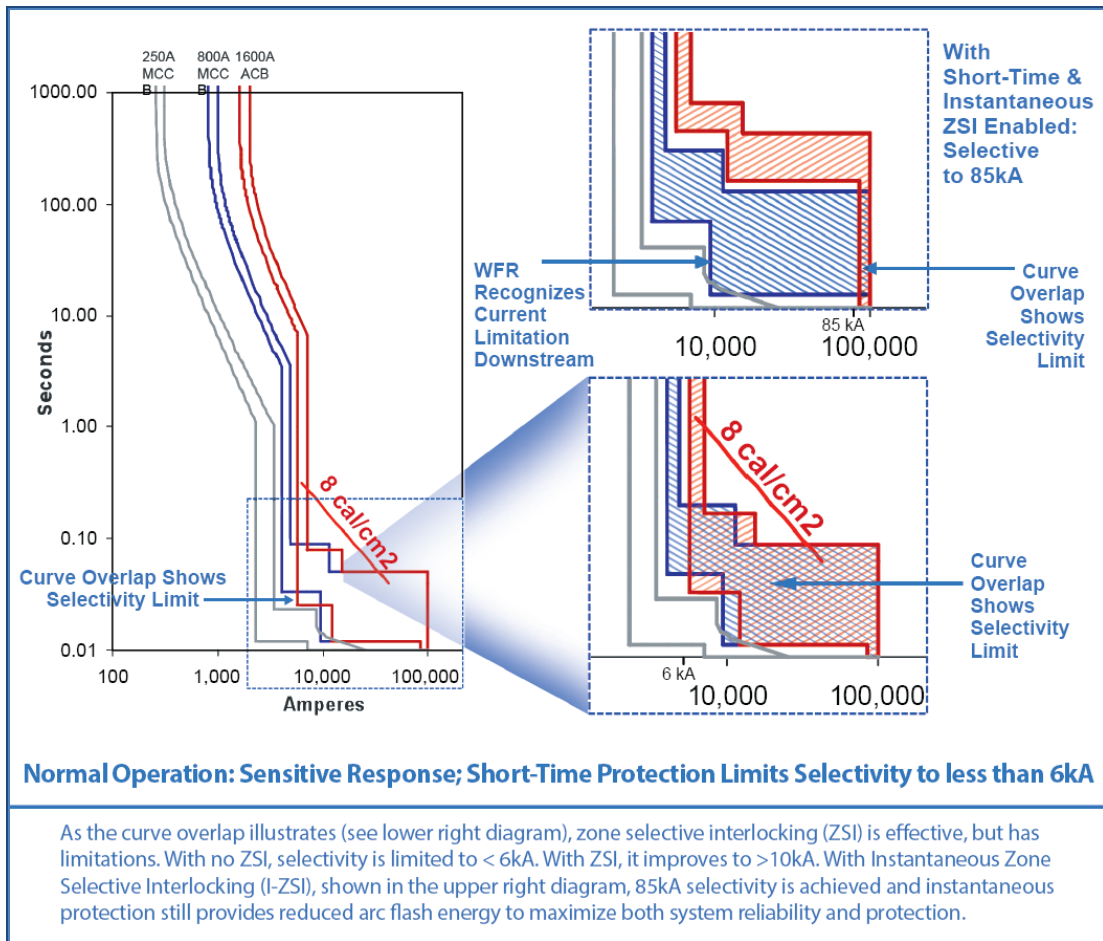 250A
MCC
B
800A
MCC
B
1600A
ACB
1000.00
100.00
10.00
1.00
0.10
0.01
Seconds
100
1,000
10,000
100,000
Amperes
8 cal/cm2
Curve Overlap Shows
Selectivity Limit
With
Short-Time &
Instantaneous
ZSI Enabled:
Selective
to 85kA
WFR
Recognizes
Current
Limitation
Downstream
Curve
Overlap
Shows
Selectivity
Limit
85 kA
10,000
100,000
8 cal/cm2
Curve
Overlap
Shows
Selectivity
Limit
6 kA
10,000
100,000
Normal Operation: Sensitive Response; Short-Time Protection Limits Selectivity to less than 6kA
As the curve overlap illustrates (see lower right diagram), zone selective interlocking (ZSI) is effective, but has
limitations. With no ZSI, selectivity is limited to < 6kA. With ZSI, it improves to >10kA. With Instantaneous Zone
Selective Interlocking (I-ZSI), shown in the upper right diagram, 85kA selectivity is achieved and instantaneous
protection still provides reduced arc flash energy to maximize both system reliability and protection.